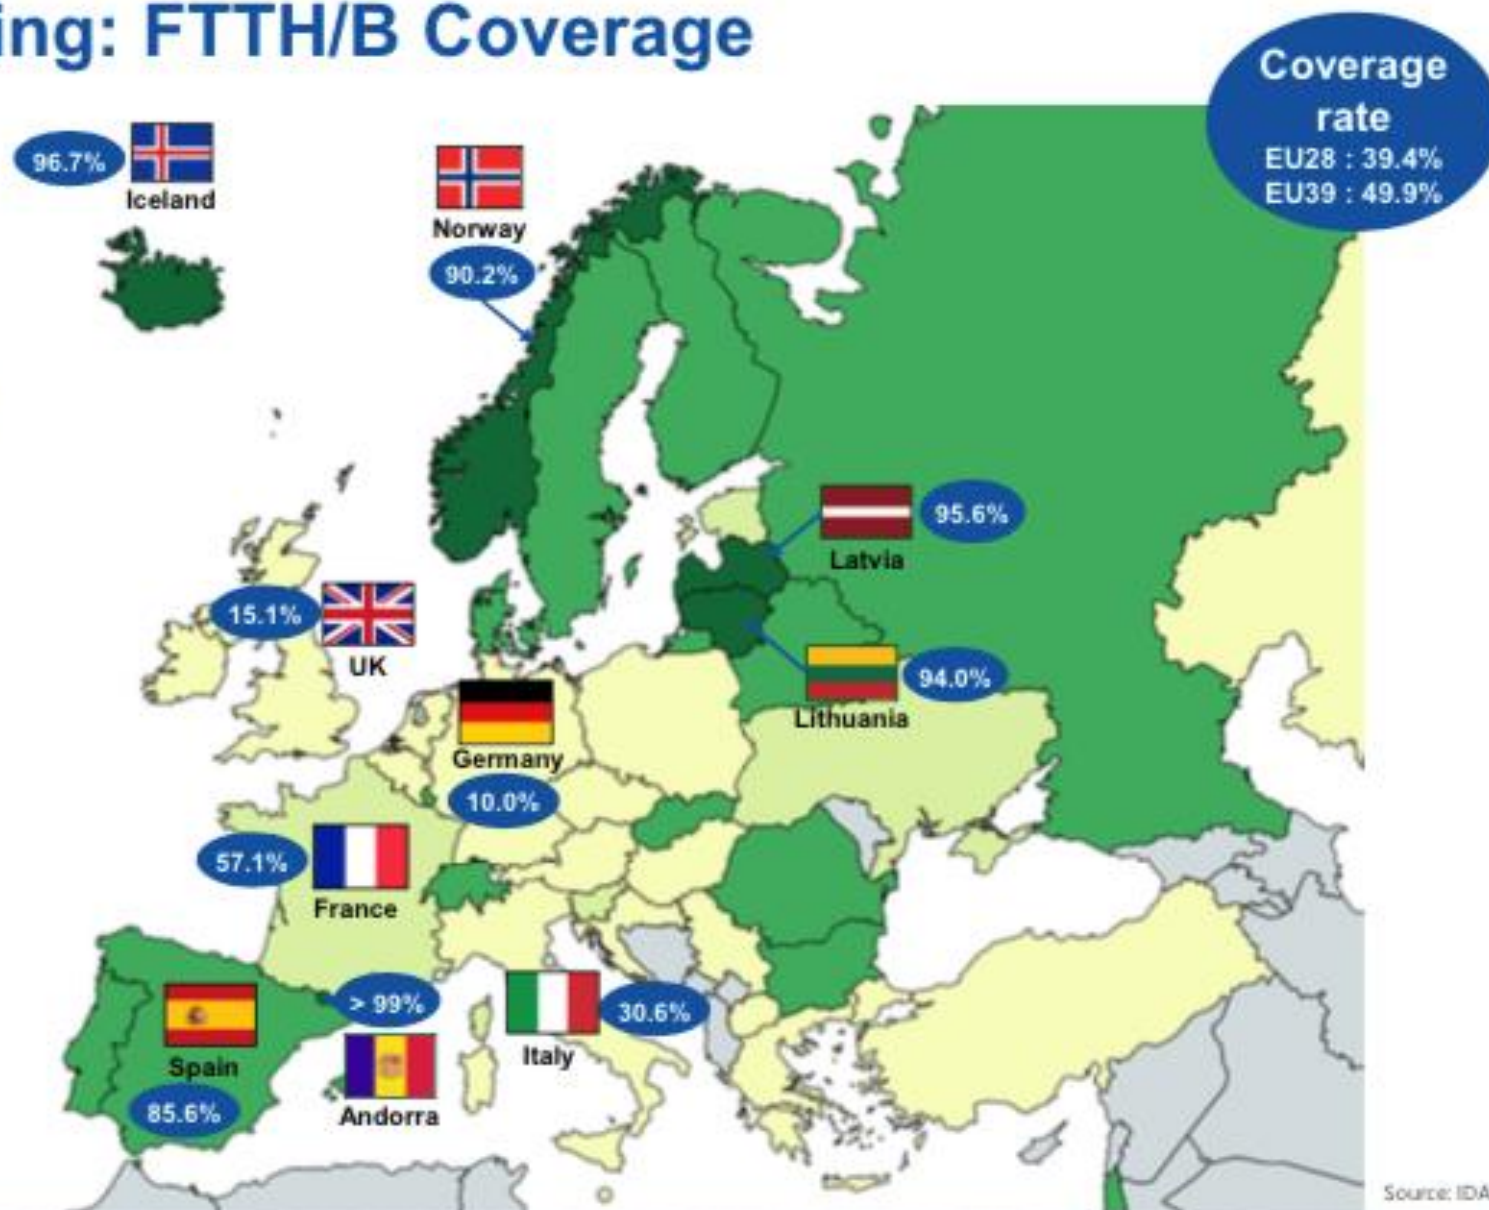 ing: FTTH/B Coverage
Coverage
rate
EU28 : 39.4%
EU39 : 49.9%
96.7%
Iceland
Norway
90.2%
95.6%
Latvia
15.1%
UK
94.0%
Lithuania
Germany
10.0%
57.1%
France
> 99%
30.6%
Spain
Italy
85.6%
Andorra
Source: IDA